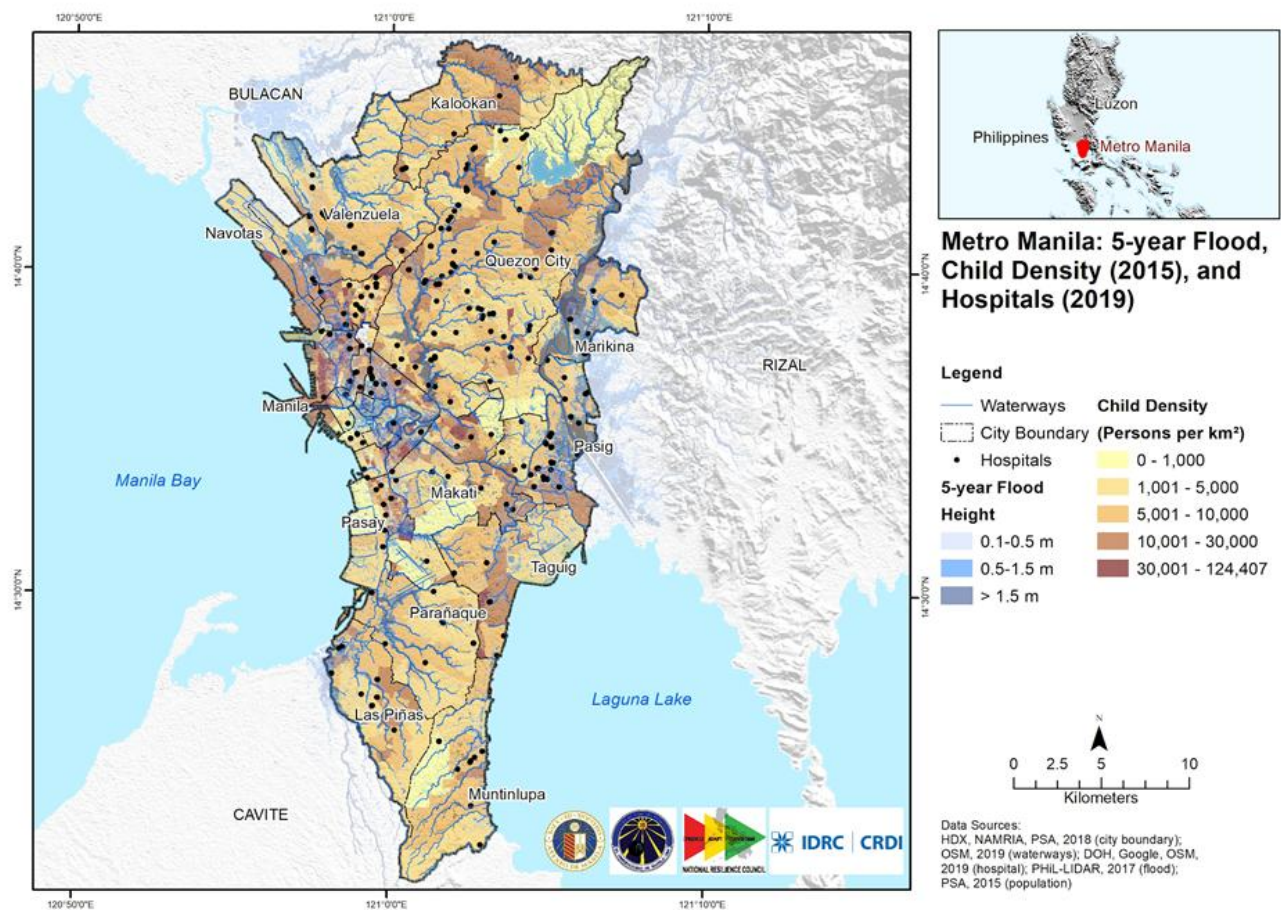 120°50'0"E
121°0'0"E
121°10'0"E
BULACAN
Kalookan
Valenzuela
Navotas
Quezon City
14°40'0"N
14°40'0"N
Marikina
RIZAL
Manila
Pasig
Manila Bay
Makati
Pasay
Taguig
14°30'0"N
14°30'0"N
Parañaque
Laguna Lake
Las Piñas
Muntinlupa
CAVITE
IDRC | CRDI
NATIONAL RESILIENCE COUNCIL
120°50'0"E
121°0'0"E
121°10'0"E
Luzon
Philippines
Metro Manila
Metro Manila: 5-year Flood,
Child Density (2015), and
Hospitals (2019)
Legend
Waterways
City Boundary
Hospitals
5-year Flood
Height
0.1-0.5 m
0.5-1.5 m
> 1.5 m
Child Density
(Persons per km²)
0 - 1,000
1,001 - 5,000
5,001 - 10,000
10,001 - 30,000
30,001 - 124,407
N
0 2.5 5 10
Kilometers
Data Sources:
HDX, NAMRIA, PSA, 2018 (city boundary);
OSM, 2019 (waterways); DOH, Google, OSM,
2019 (hospital); PHiL-LIDAR, 2017 (flood);
PSA, 2015 (population)